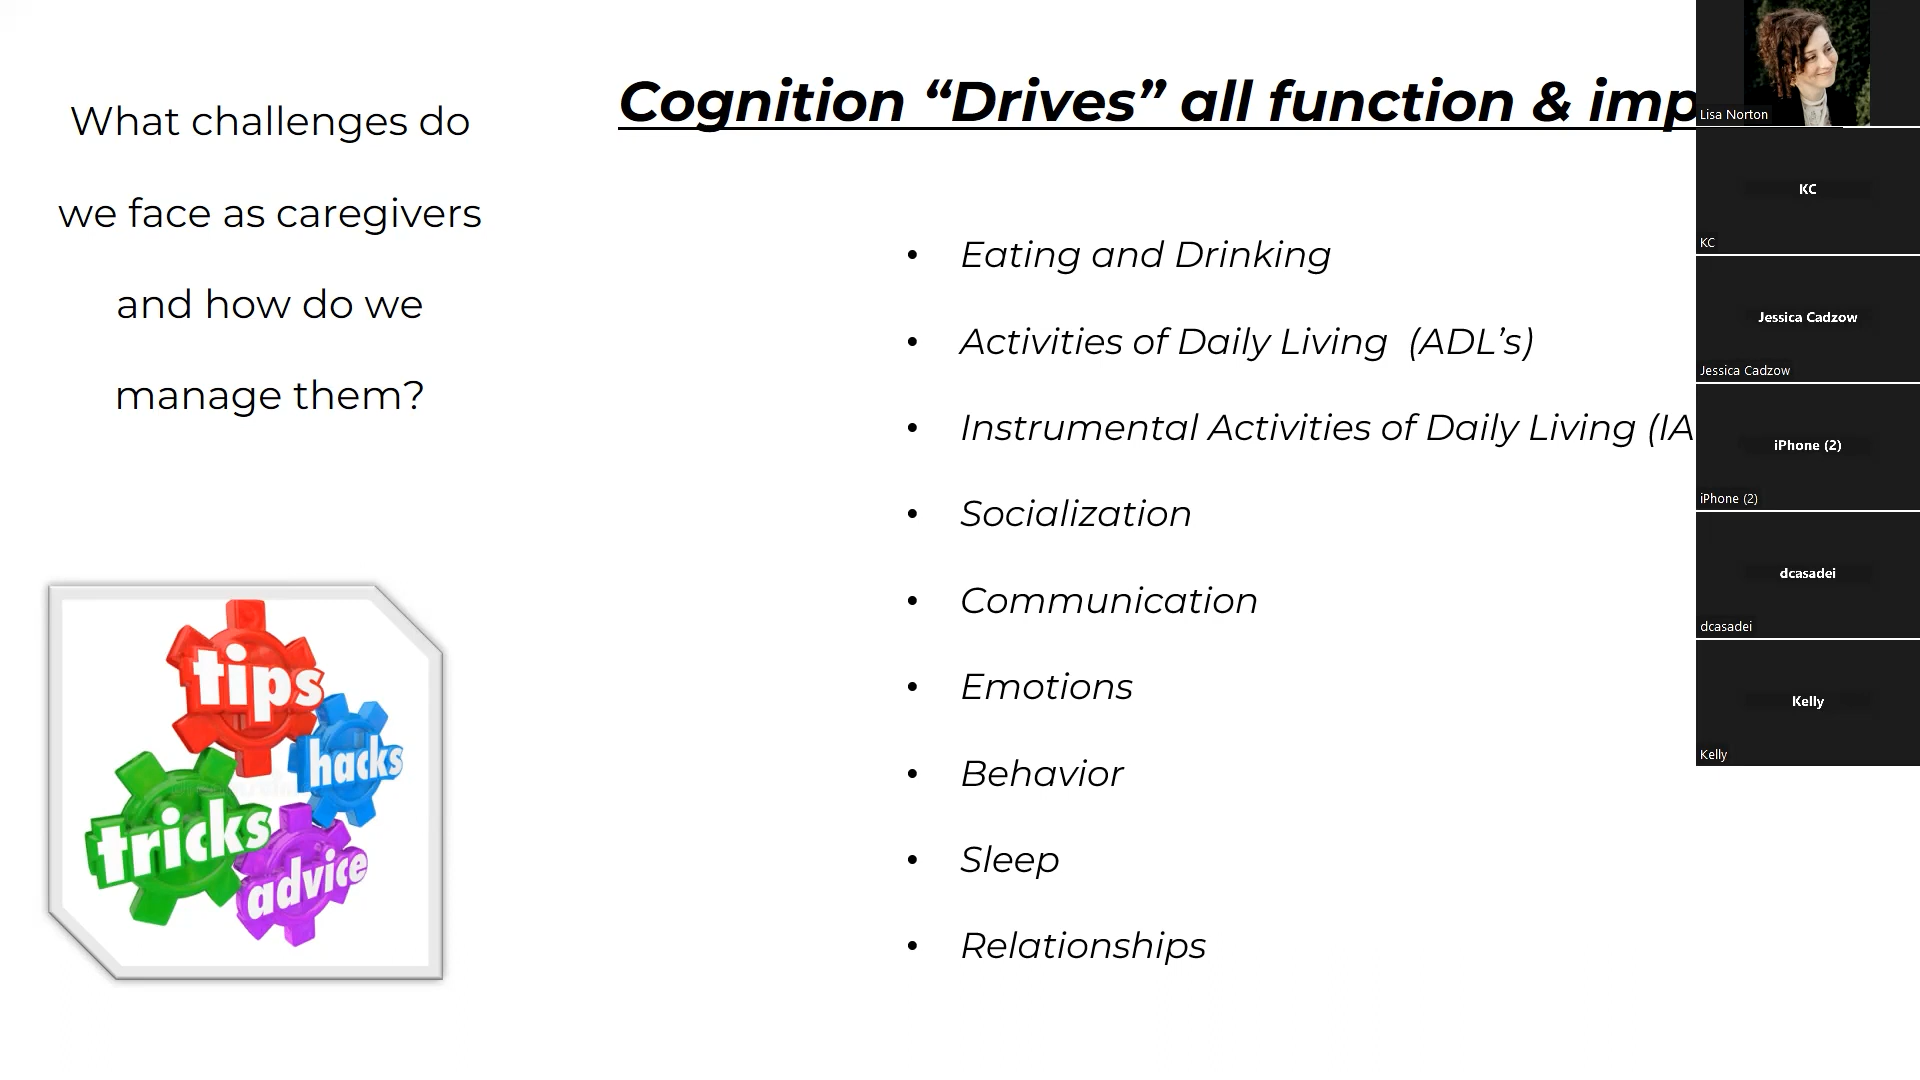 What challenges do
we face as caregivers
and how do we
manage them?
Cognition “Drives” all function & imp
• Eating and Drinking
• Activities of Daily Living (ADL’s)
• Instrumental Activities of Daily Living (IA
• Socialization
• Communication
• Emotions
• Behavior
• Sleep
• Relationships
tips
hacks
tricks
advice
Lisa Norton
KC
KC
Jessica Cadzow
Jessica Cadzow
iPhone (2)
iPhone (2)
dcasadei
dcasadei
Kelly
Kelly